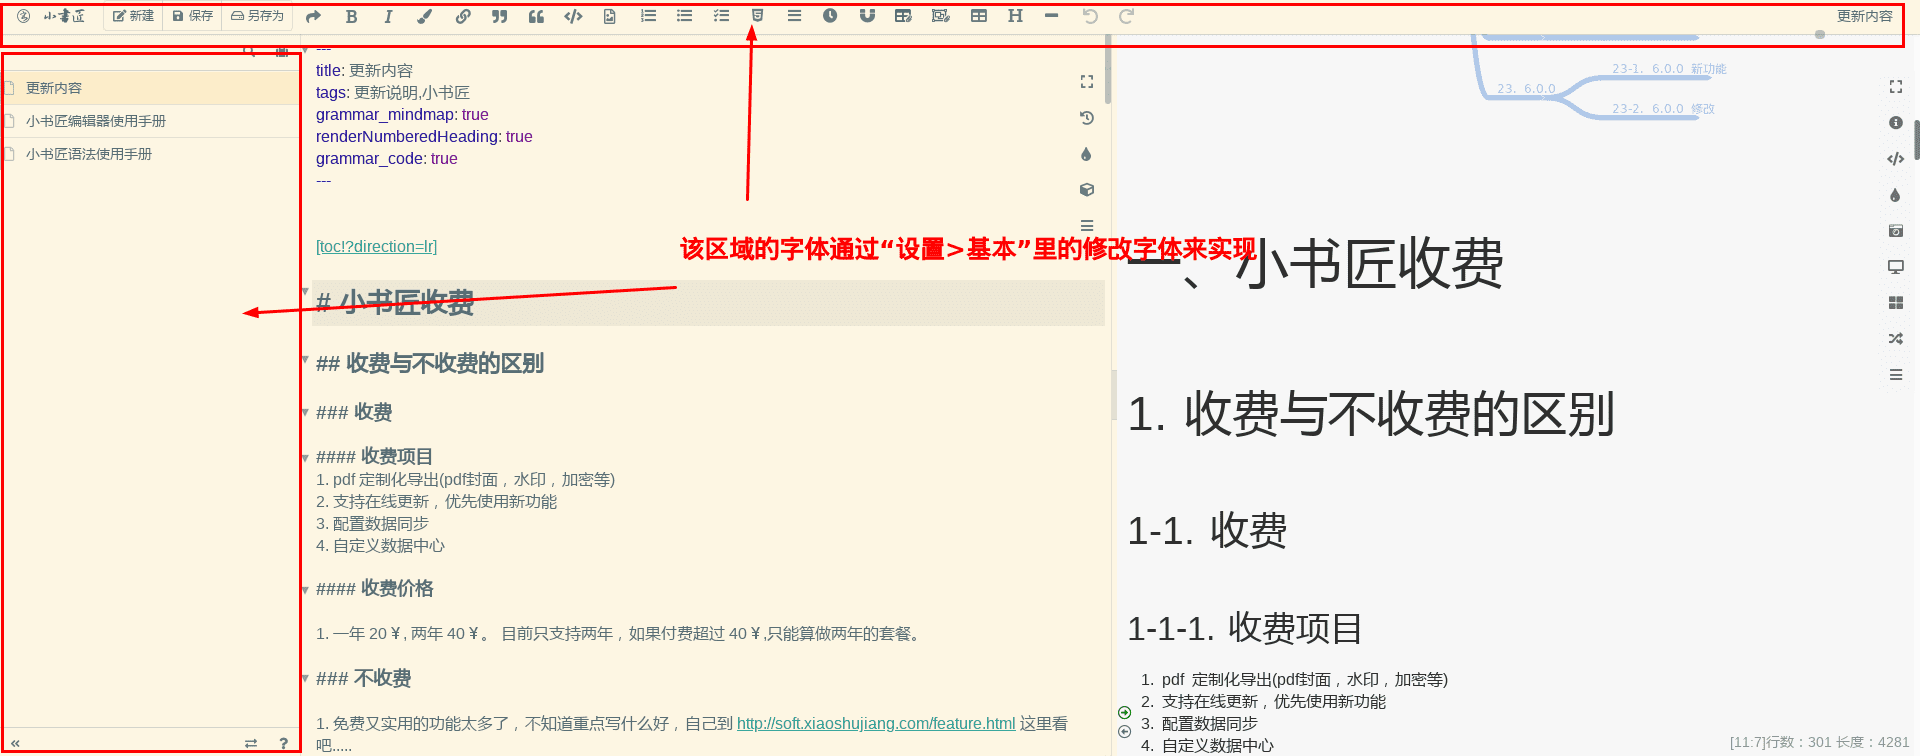 小书匠 新建 保存 另存为 更新内容
更新内容
小书匠编辑器使用手册
小书匠语法使用手册
---
title: 更新内容
tags: 更新说明,小书匠
grammar_mindmap: true
renderNumberedHeading: true
grammar_code: true
---
[toc!?direction=lr]
# 小书匠收费
## 收费与不收费的区别
### 收费
#### 收费项目
1. pdf 定制化导出(pdf封面，水印，加密等)
2. 支持在线更新，优先使用新功能
3. 配置数据同步
4. 自定义数据中心
#### 收费价格
1. 一年 20 ¥ , 两年 40 ¥ 。 目前只支持两年，如果付费超过 40 ¥ ,只能算做两年的套餐。
### 不收费
1. 免费又实用的功能太多了，不知道重点写什么好，自己到 http://soft.xiaoshujiang.com/feature.html 这里看
吧.....
该区域的字体通过“设置>基本”里的修改字体来实现
23-1. 6.0.0 新功能
23. 6.0.0
23-2. 6.0.0 修改
一、小书匠收费
1. 收费与不收费的区别
1-1. 收费
1-1-1. 收费项目
1. pdf 定制化导出(pdf封面，水印，加密等)
2. 支持在线更新，优先使用新功能
3. 配置数据同步
4. 自定义数据中心
[11:7]行数：301 长度：4281